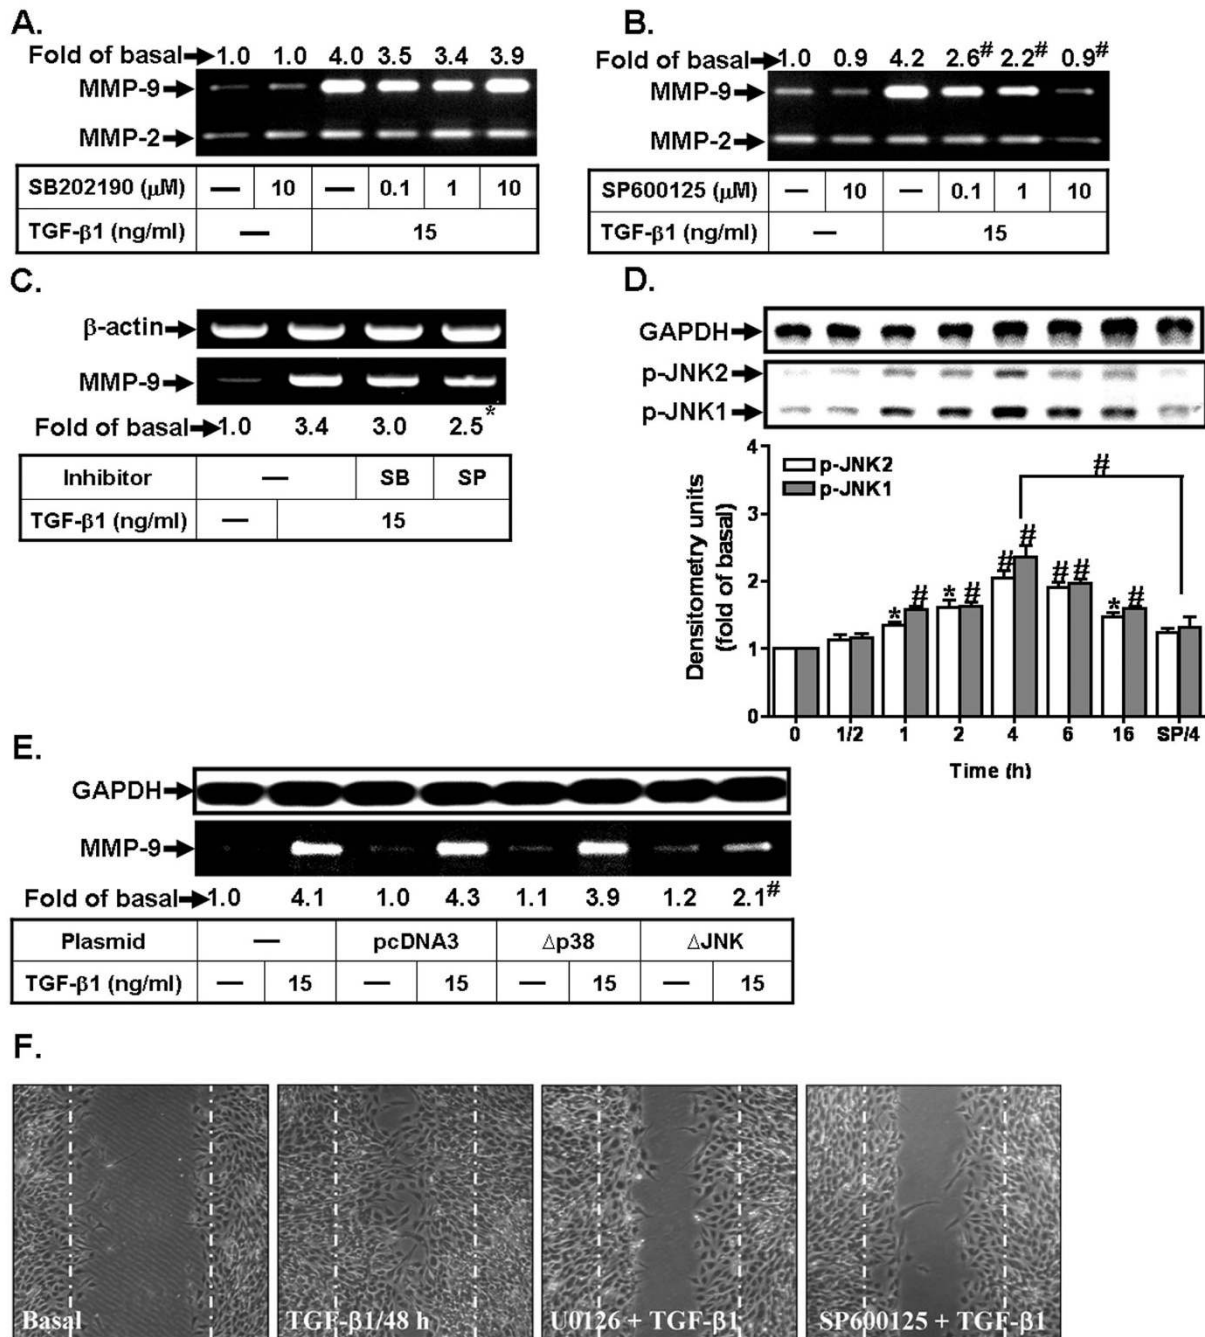 A.
Fold of basal 1.0 1.0 4.0 3.5 3.4 3.9
MMP-9
MMP-2
SB202190 (μM) — 10 — 0.1 1 10
TGF-β1 (ng/ml) — 15
B.
Fold of basal 1.0 0.9 4.2 2.6# 2.2# 0.9#
MMP-9
MMP-2
SP600125 (μM) — 10 — 0.1 1 10
TGF-β1 (ng/ml) — 15
C.
β-actin
MMP-9
Fold of basal 1.0 3.4 3.0 2.5*
Inhibitor — SB SP
TGF-β1 (ng/ml) — 15
D.
GAPDH
p-JNK2
p-JNK1
4
3
2
1
0
Densitometry units
(fold of basal)
p-JNK2
p-JNK1
#
* # * # # # # # * #
0 1/2 1 2 4 6 16 SP/4
Time (h)
E.
GAPDH
MMP-9
Fold of basal 1.0 4.1 1.0 4.3 1.1 3.9 1.2 2.1#
Plasmid — pcDNA3 Δp38 ΔJNK
TGF-β1 (ng/ml) — 15 — 15 — 15 — 15
F.
Basal
TGF-β1/48 h
U0126 + TGF-β1
SP600125 + TGF-β1